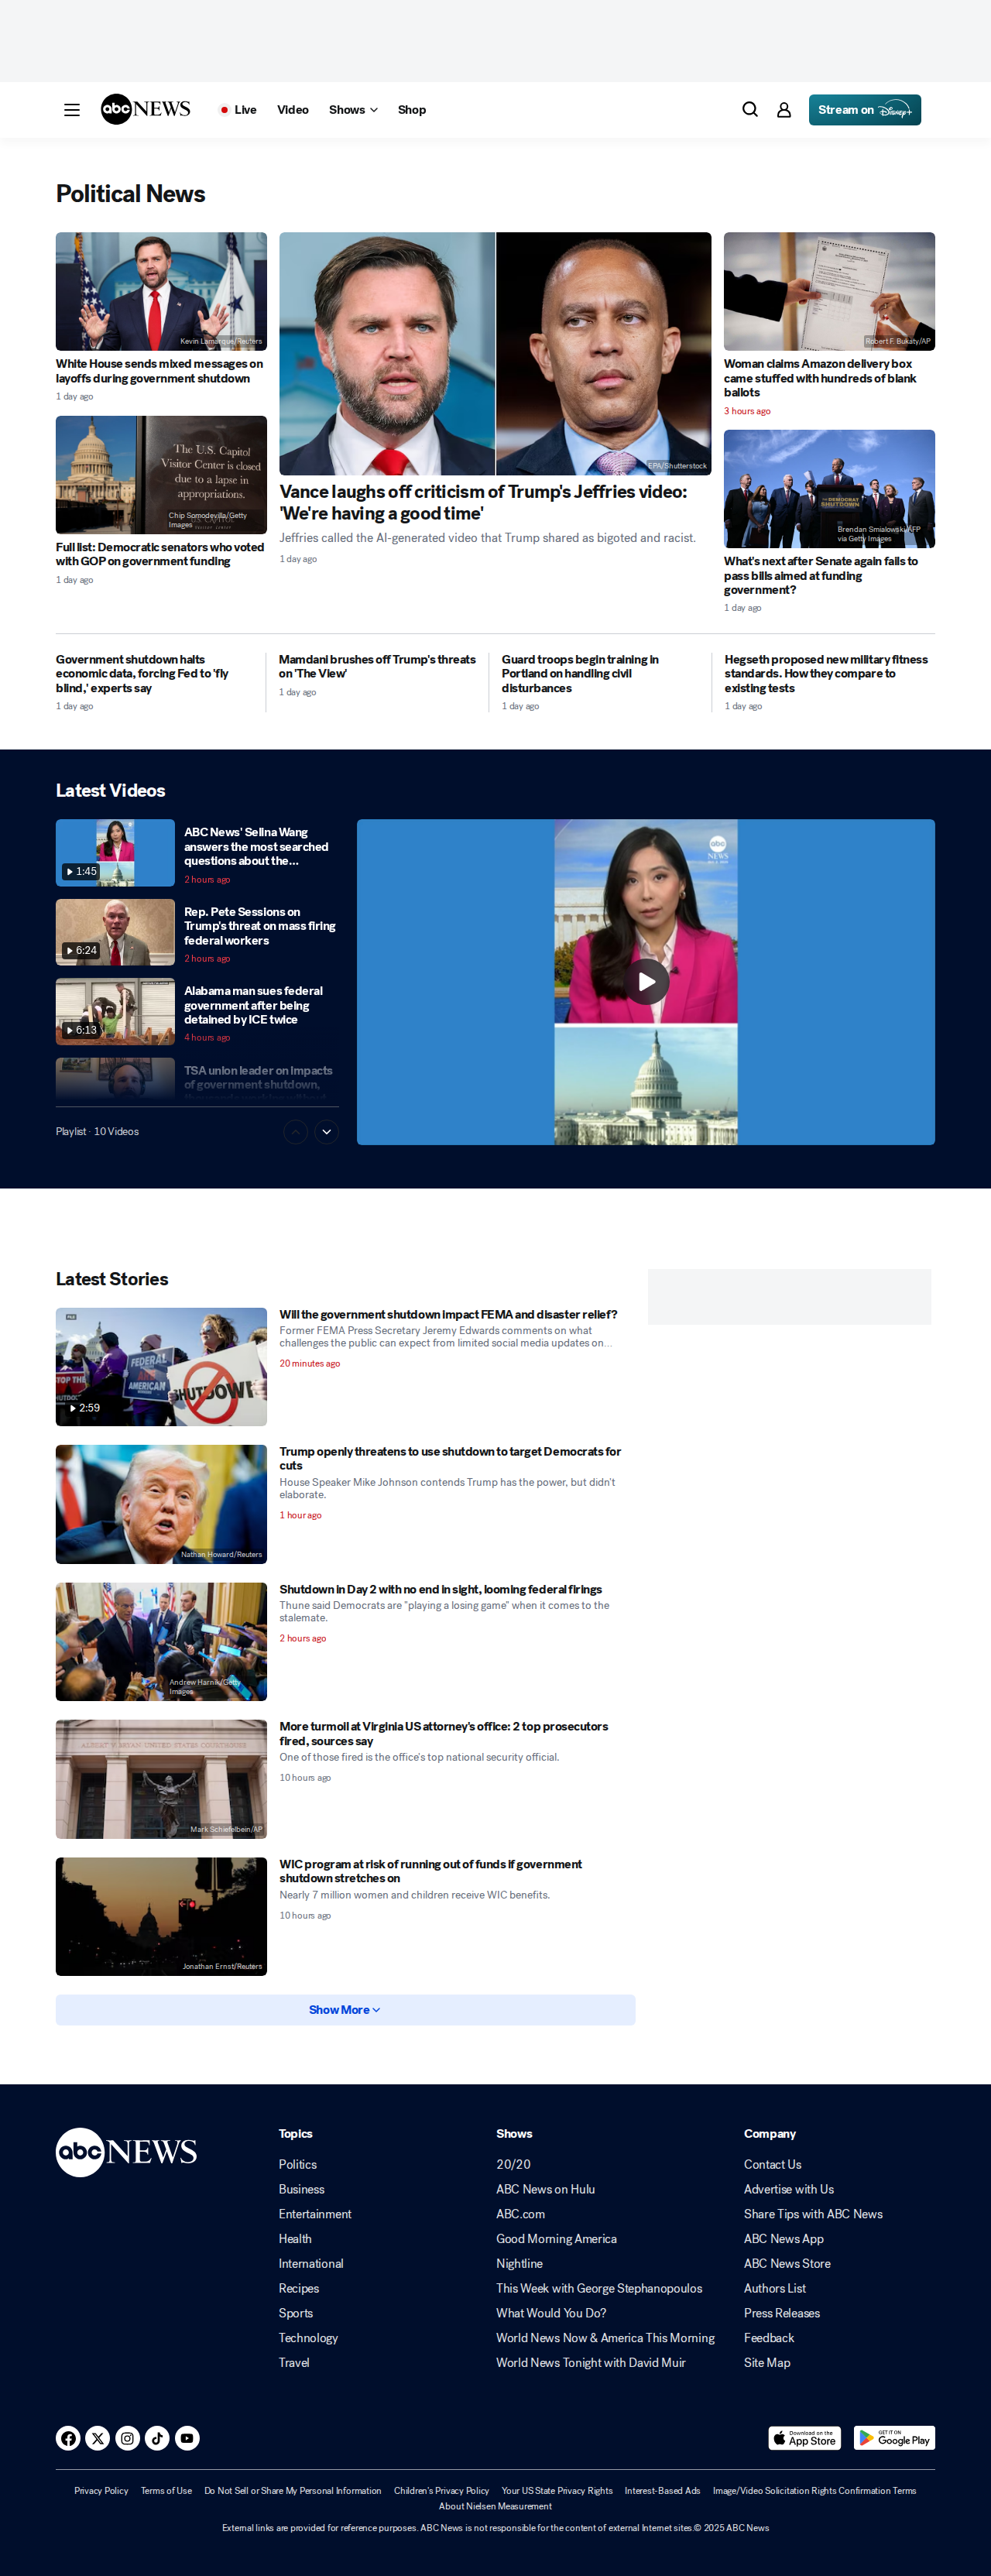 abc NEWS
Live
Video
Shows
Shop
Stream on Disney+
Political News
Kevin Lamarque/Reuters
White House sends mixed messages on
layoffs during government shutdown
1 day ago
The U.S. Capitol
Visitor Center is closed
due to a lapse in
appropriations.
Chip Somodevilla/Getty
Images
Full list: Democratic senators who voted
with GOP on government funding
1 day ago
EPA/Shutterstock
Vance laughs off criticism of Trump's Jeffries video:
'We're having a good time'
Jeffries called the AI-generated video that Trump shared as bigoted and racist.
1 day ago
Robert F. Bukaty/AP
Woman claims Amazon delivery box
came stuffed with hundreds of blank
ballots
3 hours ago
SHUTDOWN
Brendan Smialowski/AFP
via Getty Images
What's next after Senate again fails to
pass bills aimed at funding
government?
1 day ago
Government shutdown halts
economic data, forcing Fed to 'fly
blind,' experts say
1 day ago
Mamdani brushes off Trump's threats
on 'The View'
1 day ago
Guard troops begin training in
Portland on handling civil
disturbances
1 day ago
Hegseth proposed new military fitness
standards. How they compare to
existing tests
1 day ago
Latest Videos
1:45
ABC News' Selina Wang
answers the most searched
questions about the...
2 hours ago
6:24
Rep. Pete Sessions on
Trump's threat on mass firing
federal workers
2 hours ago
6:13
Alabama man sues federal
government after being
detained by ICE twice
4 hours ago
TSA union leader on impacts
of government shutdown,
Playlist · 10 Videos
abc
NEWS
Latest Stories
STOP THE
FEDERAL
AMERICAN
SHUTDOWN
2:59
Will the government shutdown impact FEMA and disaster relief?
Former FEMA Press Secretary Jeremy Edwards comments on what
challenges the public can expect from limited social media updates on...
20 minutes ago
Nathan Howard/Reuters
Trump openly threatens to use shutdown to target Democrats for
cuts
House Speaker Mike Johnson contends Trump has the power, but didn't
elaborate.
1 hour ago
Andrew Harnik/Getty
Images
Shutdown in Day 2 with no end in sight, looming federal firings
Thune said Democrats are "playing a losing game" when it comes to the
stalemate.
2 hours ago
ALBERT V. BRYAN UNITED STATES COURTHOUSE
Mark Schiefelbein/AP
More turmoil at Virginia US attorney's office: 2 top prosecutors
fired, sources say
One of those fired is the office's top national security official.
10 hours ago
Jonathan Ernst/Reuters
WIC program at risk of running out of funds if government
shutdown stretches on
Nearly 7 million women and children receive WIC benefits.
10 hours ago
Show More
abc NEWS
Topics
Politics
Business
Entertainment
Health
International
Recipes
Sports
Technology
Travel
Shows
20/20
ABC News on Hulu
ABC.com
Good Morning America
Nightline
This Week with George Stephanopoulos
What Would You Do?
World News Now & America This Morning
World News Tonight with David Muir
Company
Contact Us
Advertise with Us
Share Tips with ABC News
ABC News App
ABC News Store
Authors List
Press Releases
Feedback
Site Map
Download on the
App Store
GET IT ON
Google Play
Privacy Policy Terms of Use Do Not Sell or Share My Personal Information Children's Privacy Policy Your US State Privacy Rights Interest-Based Ads Image/Video Solicitation Rights Confirmation Terms
About Nielsen Measurement
External links are provided for reference purposes. ABC News is not responsible for the content of external Internet sites.© 2025 ABC News